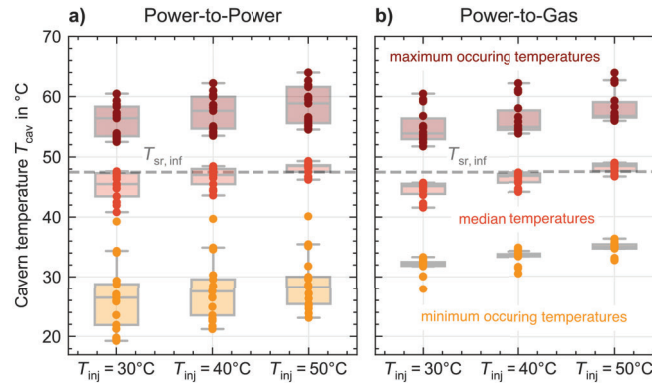 a) Power-to-Power
b) Power-to-Gas
Cavern temperature T_cav in °C
70
60
50
40
30
20
maximum occuring temperatures
T_sr, inf
T_sr, inf
median temperatures
minimum occuring temperatures
T_inj = 30°C T_inj = 40°C T_inj = 50°C
T_inj = 30°C T_inj = 40°C T_inj = 50°C